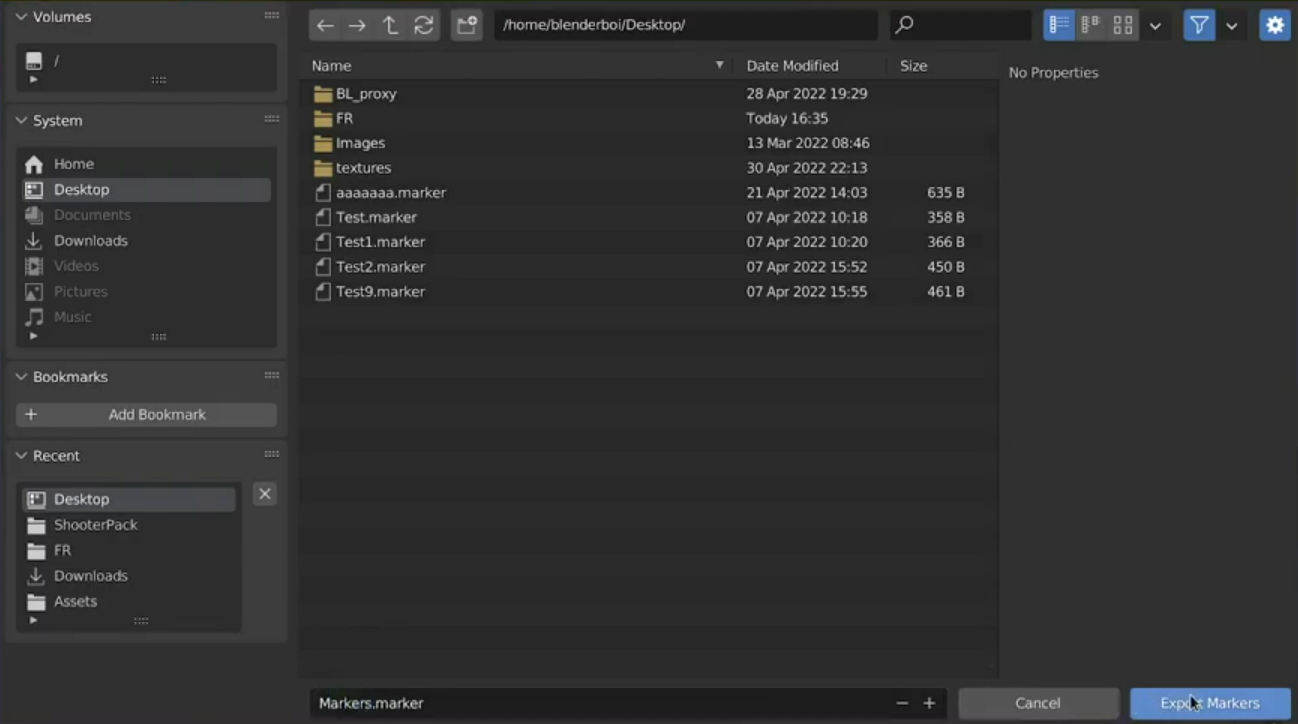 Volumes
/
System
Home
Desktop
Documents
Downloads
Videos
Pictures
Music
Bookmarks
Add Bookmark
Recent
Desktop
ShooterPack
FR
Downloads
Assets
/home/blenderboi/Desktop/
Name Date Modified Size
BL_proxy 28 Apr 2022 19:29
FR Today 16:35
Images 13 Mar 2022 08:46
textures 30 Apr 2022 22:13
aaaaaaa.marker 21 Apr 2022 14:03 635 B
Test.marker 07 Apr 2022 10:18 358 B
Test1.marker 07 Apr 2022 10:20 366 B
Test2.marker 07 Apr 2022 15:52 450 B
Test9.marker 07 Apr 2022 15:55 461 B
No Properties
Markers.marker
Cancel
Export Markers